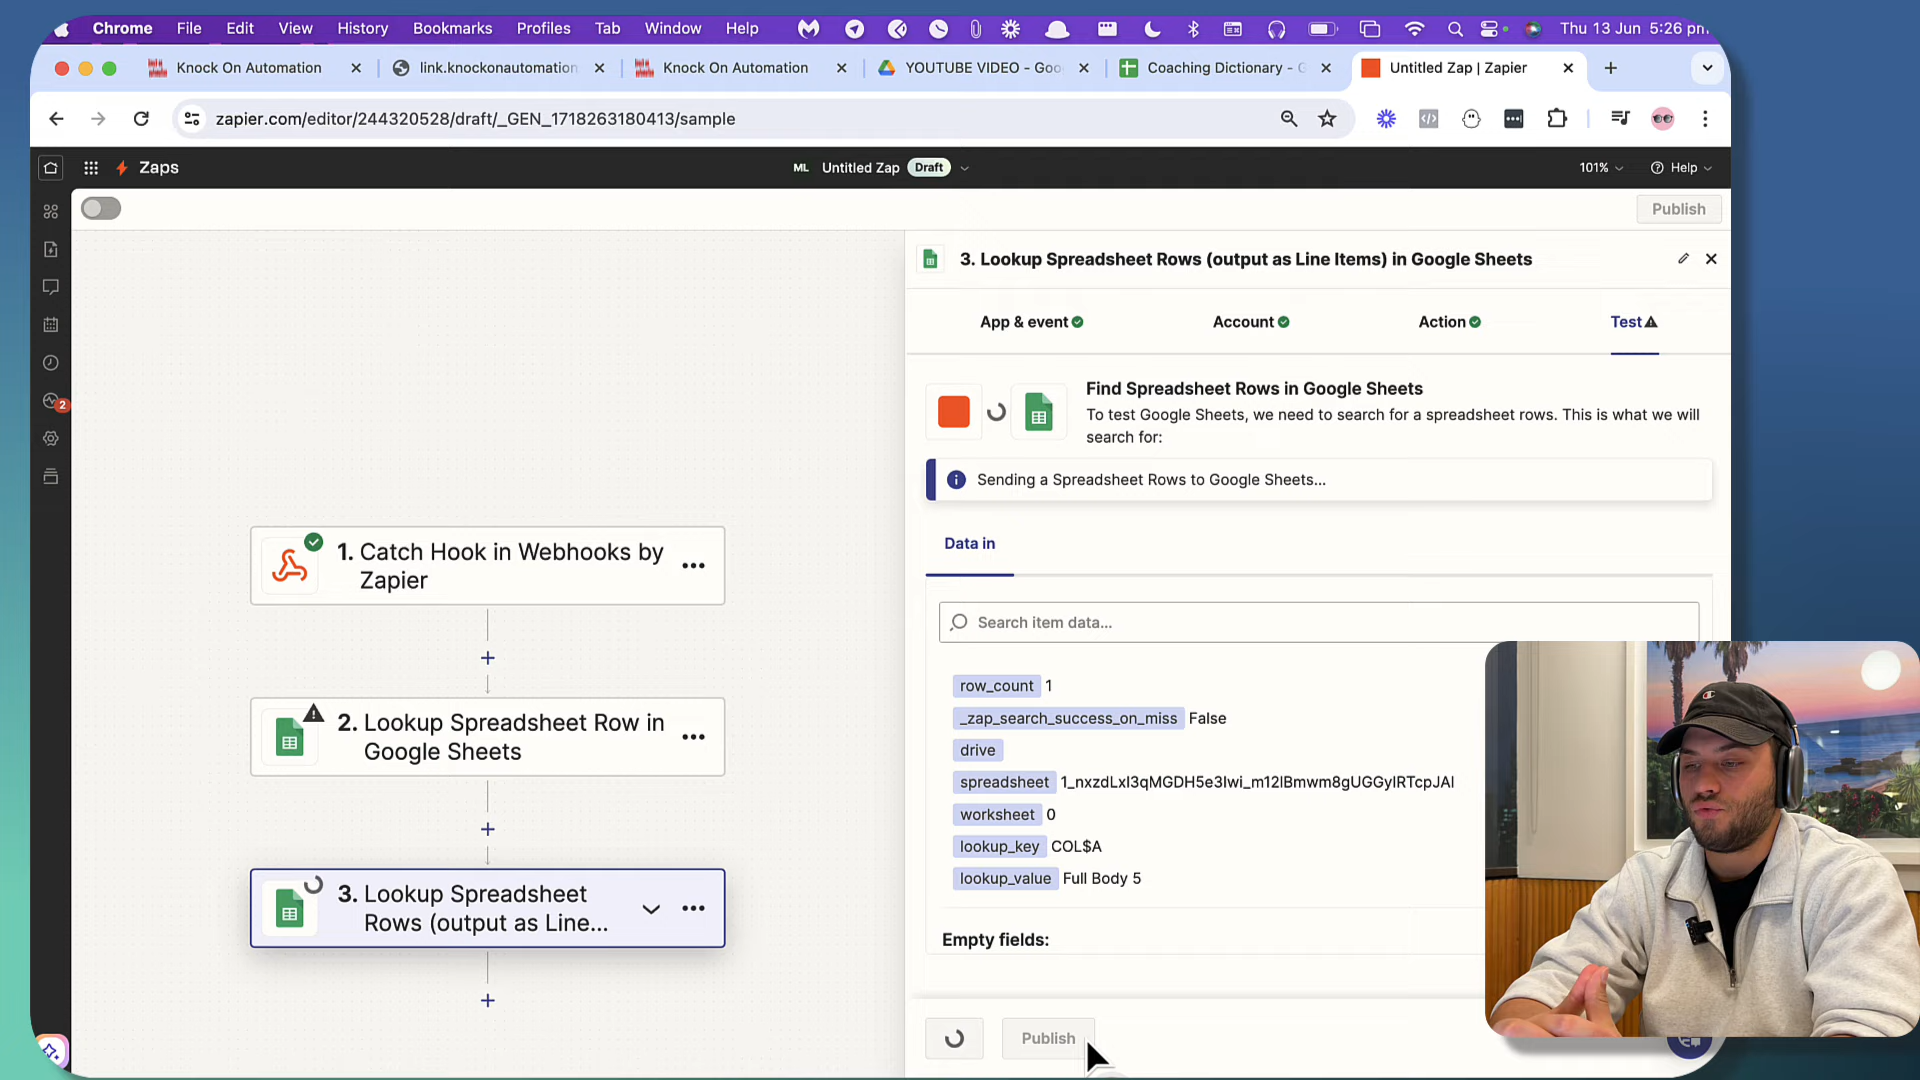 Chrome File Edit View History Bookmarks Profiles Tab Window Help Thu 13 Jun 5:26 pm
Knock On Automation link.knockonautomation Knock On Automation YOUTUBE VIDEO - Goo Coaching Dictionary - G Untitled Zap | Zapier
zapier.com/editor/244320528/draft/_GEN_1718263180413/sample
Zaps ML Untitled Zap Draft 101% Help
Publish
3. Lookup Spreadsheet Rows (output as Line Items) in Google Sheets
App & event Account Action Test
Find Spreadsheet Rows in Google Sheets
To test Google Sheets, we need to search for a spreadsheet rows. This is what we will
search for:
2
Sending a Spreadsheet Rows to Google Sheets...
Data in
1. Catch Hook in Webhooks by
Zapier
Search item data...
row_count 1
_zap_search_success_on_miss False
2. Lookup Spreadsheet Row in
Google Sheets
drive
spreadsheet 1_nxzdLxI3qMGDH5e3Iwi_m12lBmwm8gUGGylRTcpJAI
worksheet 0
lookup_key COL$A
lookup_value Full Body 5
3. Lookup Spreadsheet
Rows (output as Line...
Empty fields:
Publish